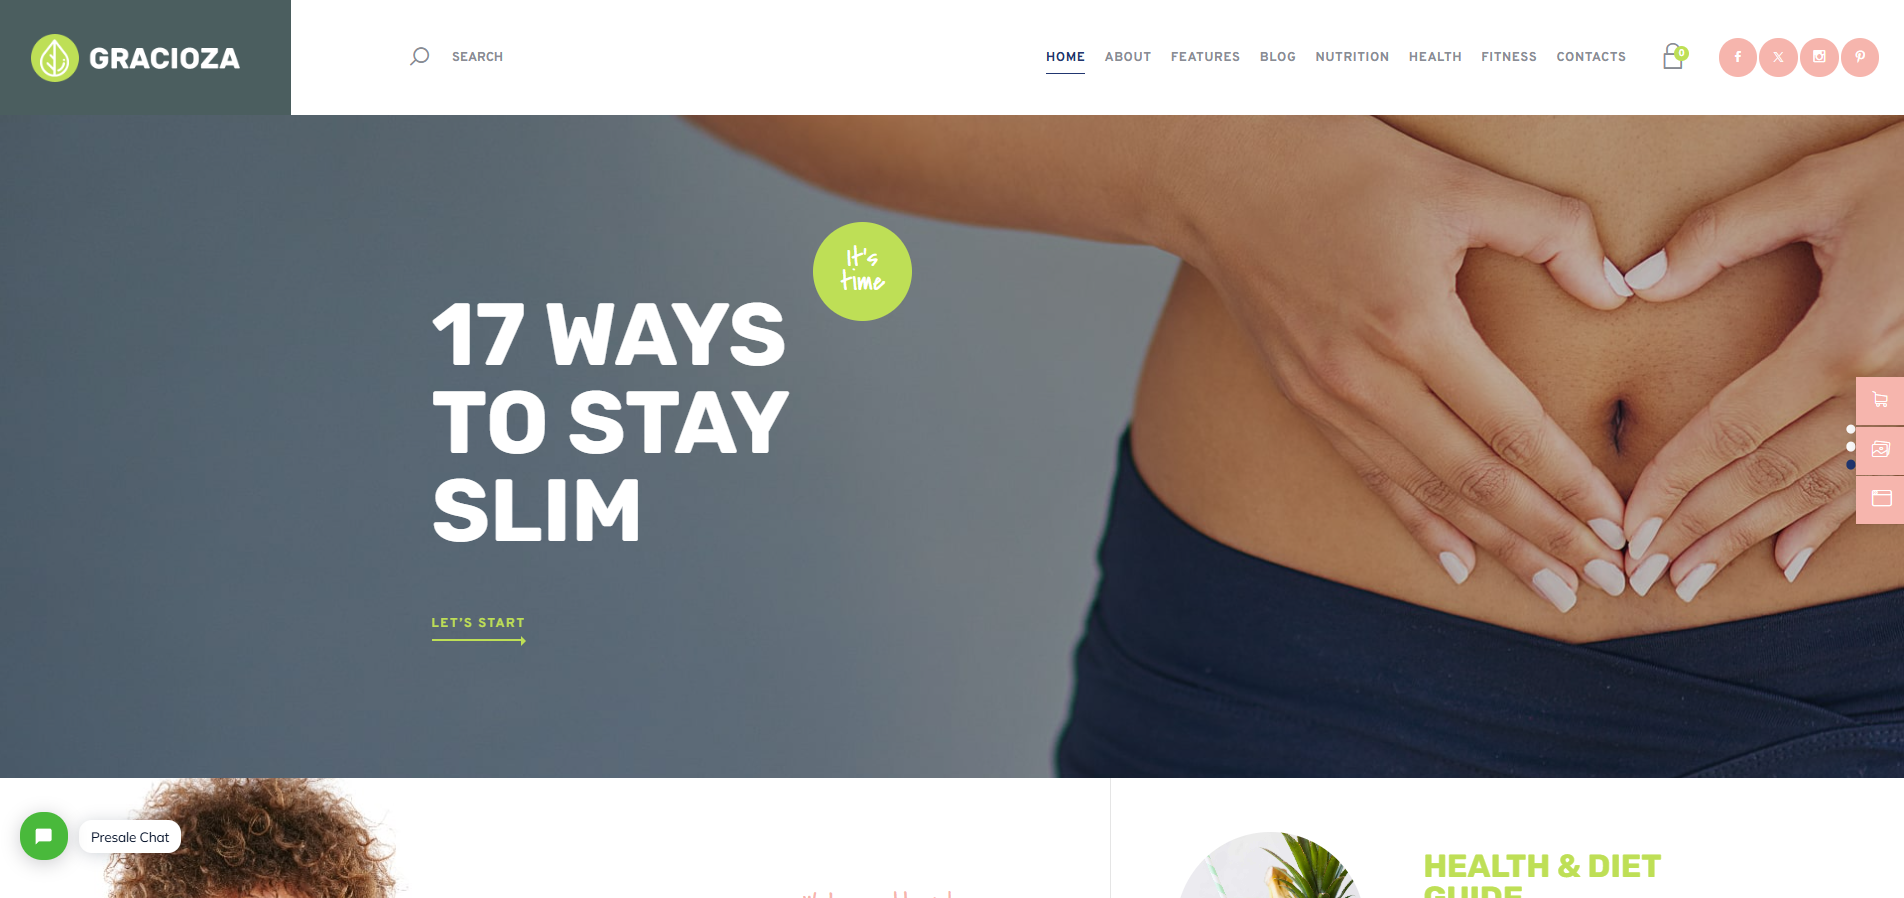 GRACIOZA
SEARCH
HOME ABOUT FEATURES BLOG NUTRITION HEALTH FITNESS CONTACTS
0
It's
time
17 WAYS
TO STAY
SLIM
LET'S START
Presale Chat
HEALTH & DIET
GUIDE